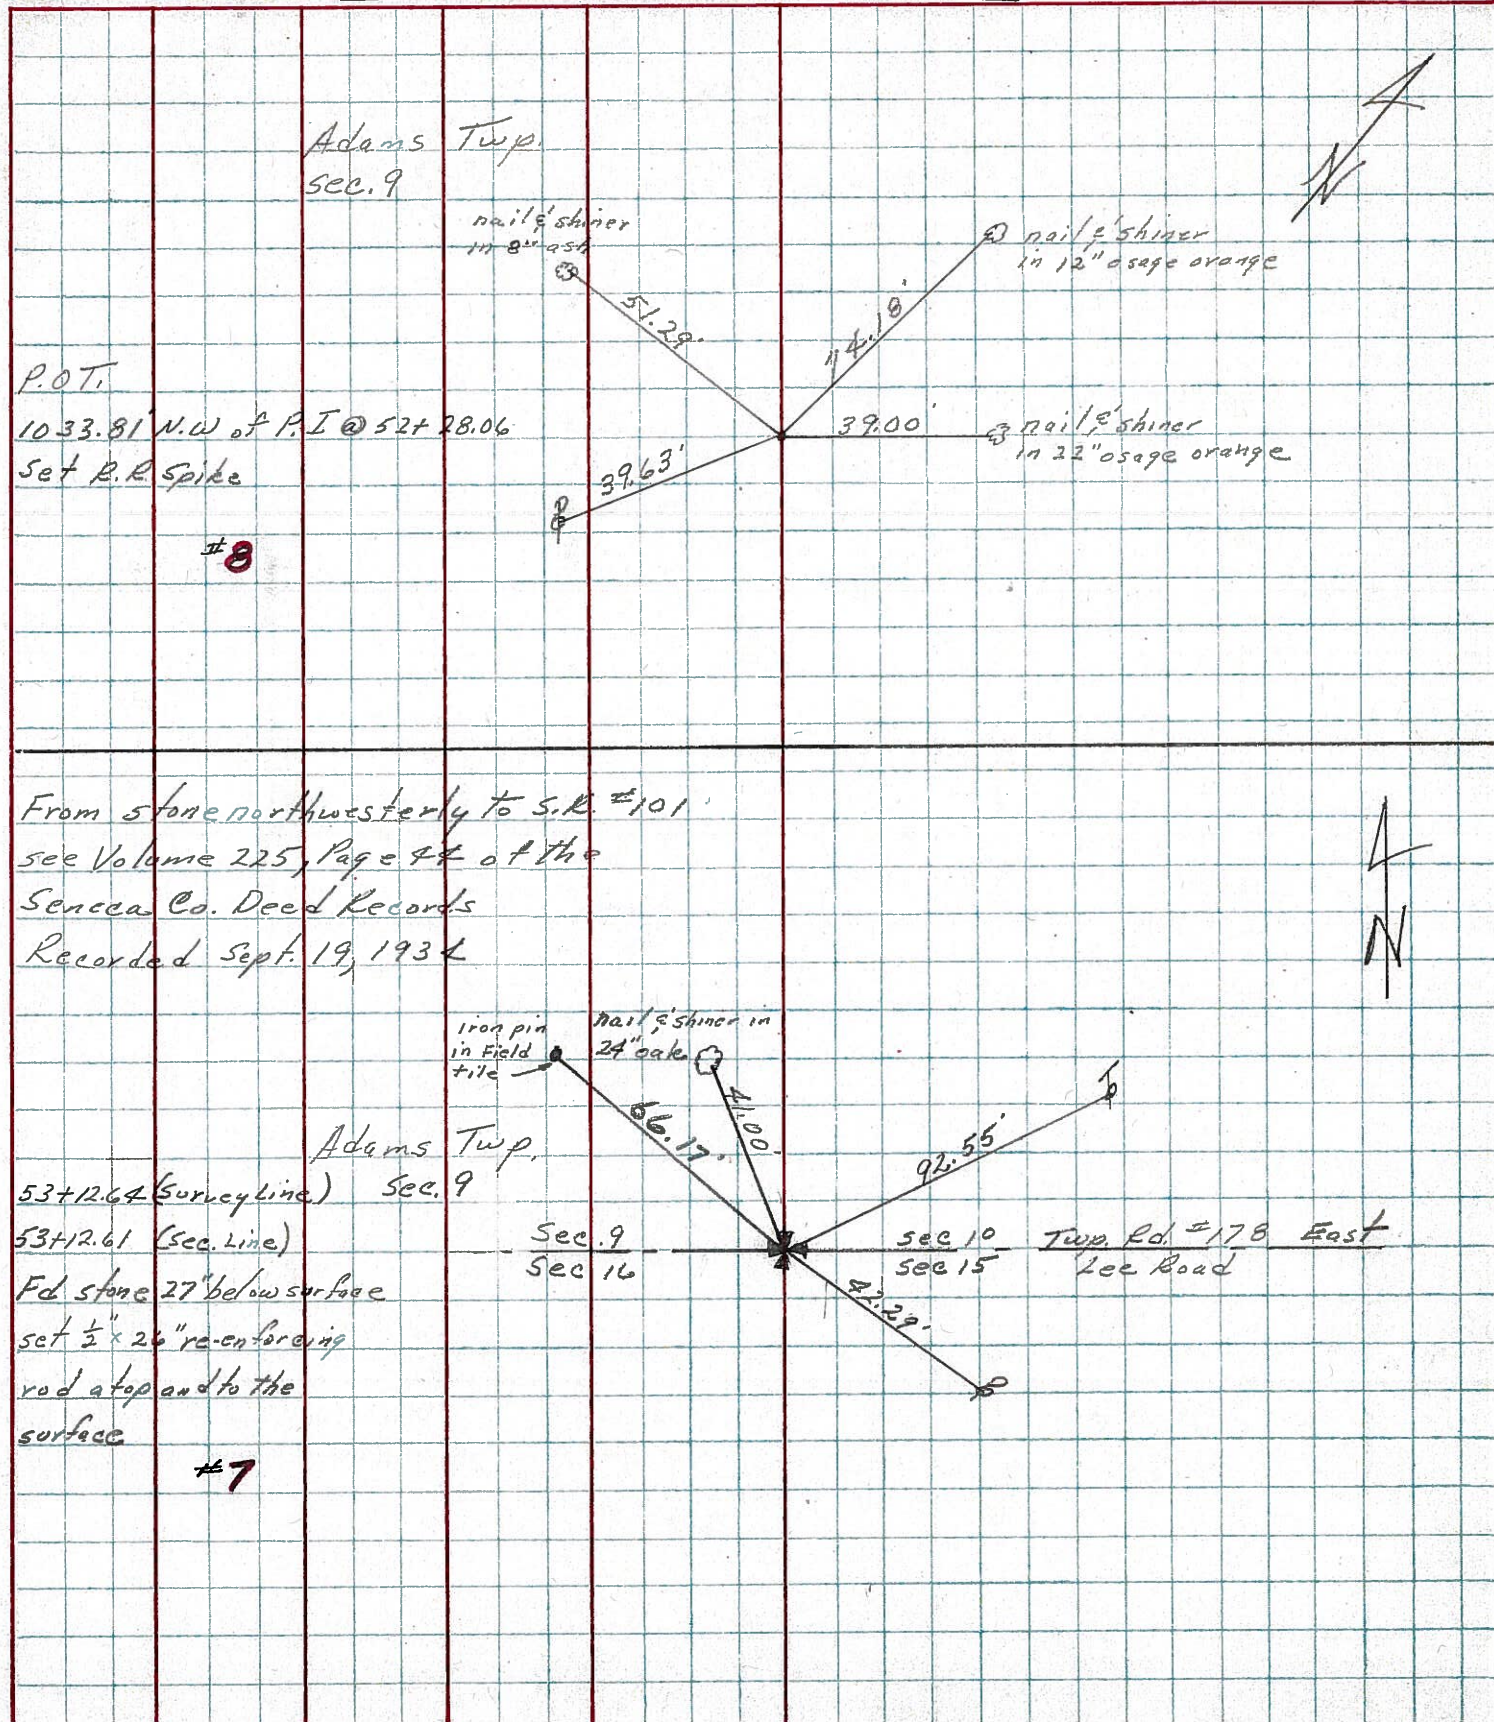 Adams Twp.
sec. 9
nail & shiner
in 8" ash
nail & shiner
in 12" osage orange
51.29'
74.18'
P.O.T.
1033.81' N.W of P.I @ 52+28.06
39.00'
nail & shiner
in 22" osage orange
Set R.R Spike
39.63'
#8
N
From stone northwesterly to S.R. #101
see Volume 225, Page 44 of the
Seneca Co. Deed Records
Recorded Sept. 19, 1934
N
iron pin
in Field
tile
nail & shiner in
24" oak
66.17'
41.00'
92.55'
Adams Twp.
Sec. 9
53+12.64 (Survey Line)
53+12.61 (Sec. Line)
Fd stone 27" below surface
set ½" x 26" re-enforcing
rod atop and to the
surface
Sec. 9
Sec 16
sec 10
sec 15
Twp. Rd. #178 East
Lee Road
42.29'
#7